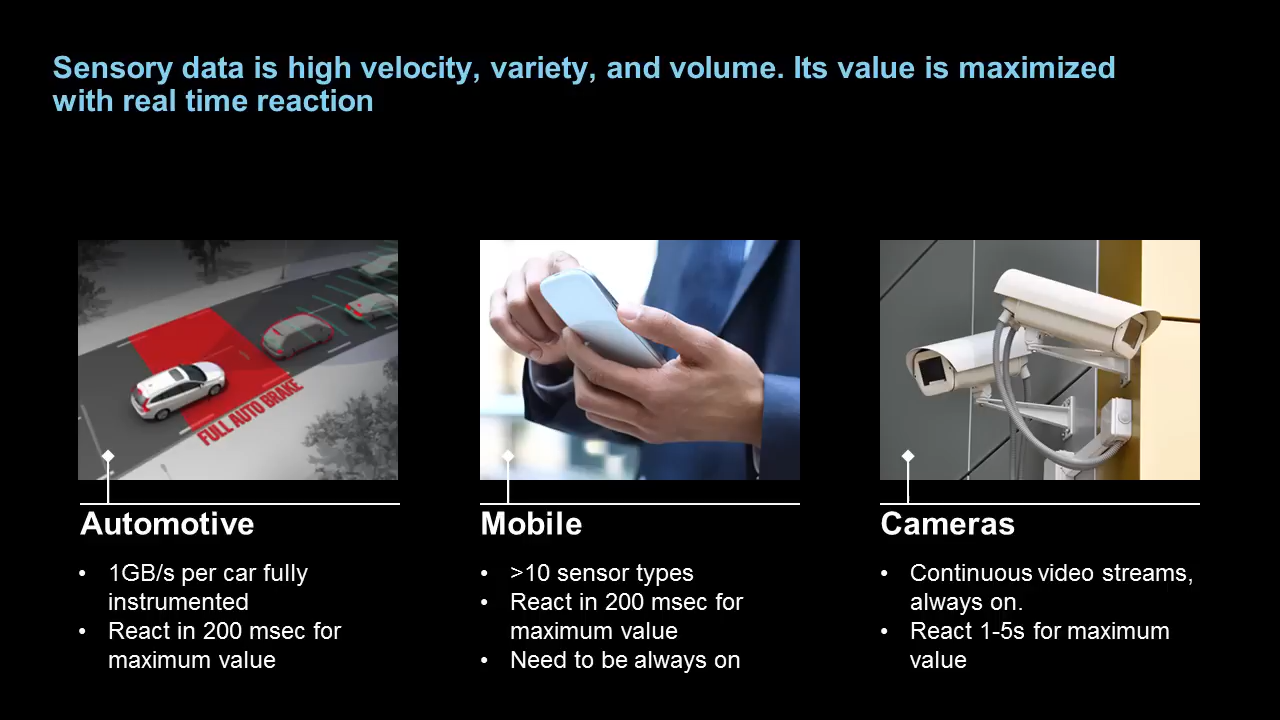 Sensory data is high velocity, variety, and volume. Its value is maximized
with real time reaction
FULL AUTO BRAKE
Automotive
• 1GB/s per car fully
instrumented
• React in 200 msec for
maximum value
Mobile
• >10 sensor types
• React in 200 msec for
maximum value
• Need to be always on
Cameras
• Continuous video streams,
always on.
• React 1-5s for maximum
value